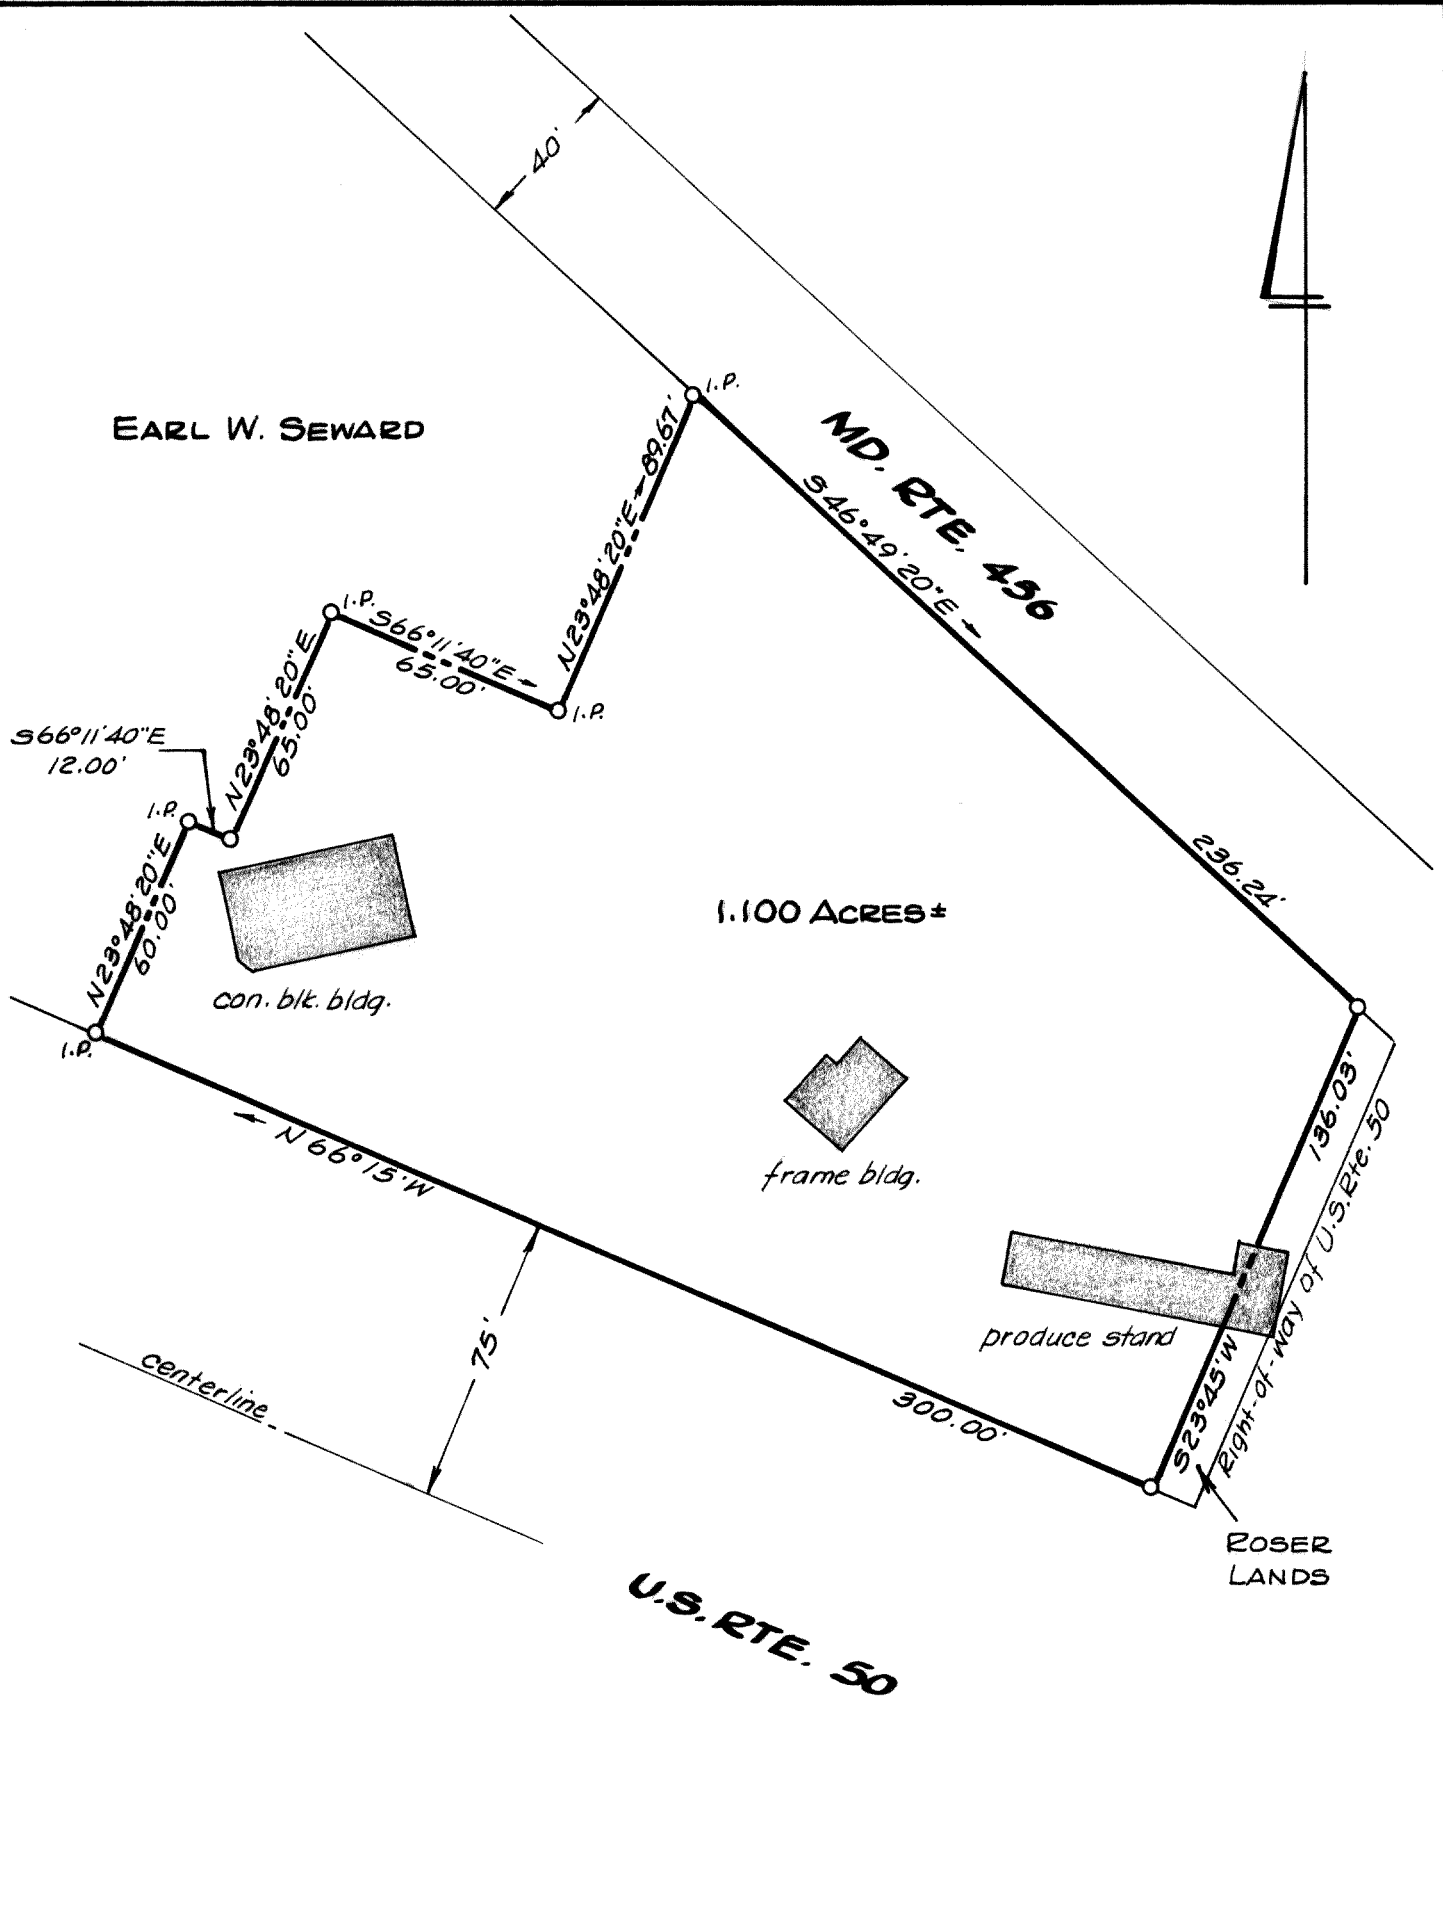 40'
I.P.
EARL W. SEWARD
89.67'
N23°48'20"E
MD. RTE. 436
S46°49'20"E
I.P.
S66°11'40"E
65.00'
I.P.
N23°48'20"E
65.00'
S66°11'40"E
12.00'
I.P.
N23°48'20"E
60.00'
236.24'
1.100 ACRES ±
con. blk. bldg.
I.P.
136.03'
N66°15'W
frame bldg.
Right-of-way of U.S.Rte. 50
produce stand
S23°45'W
75'
centerline
300.00'
ROSER
LANDS
U.S. RTE. 50